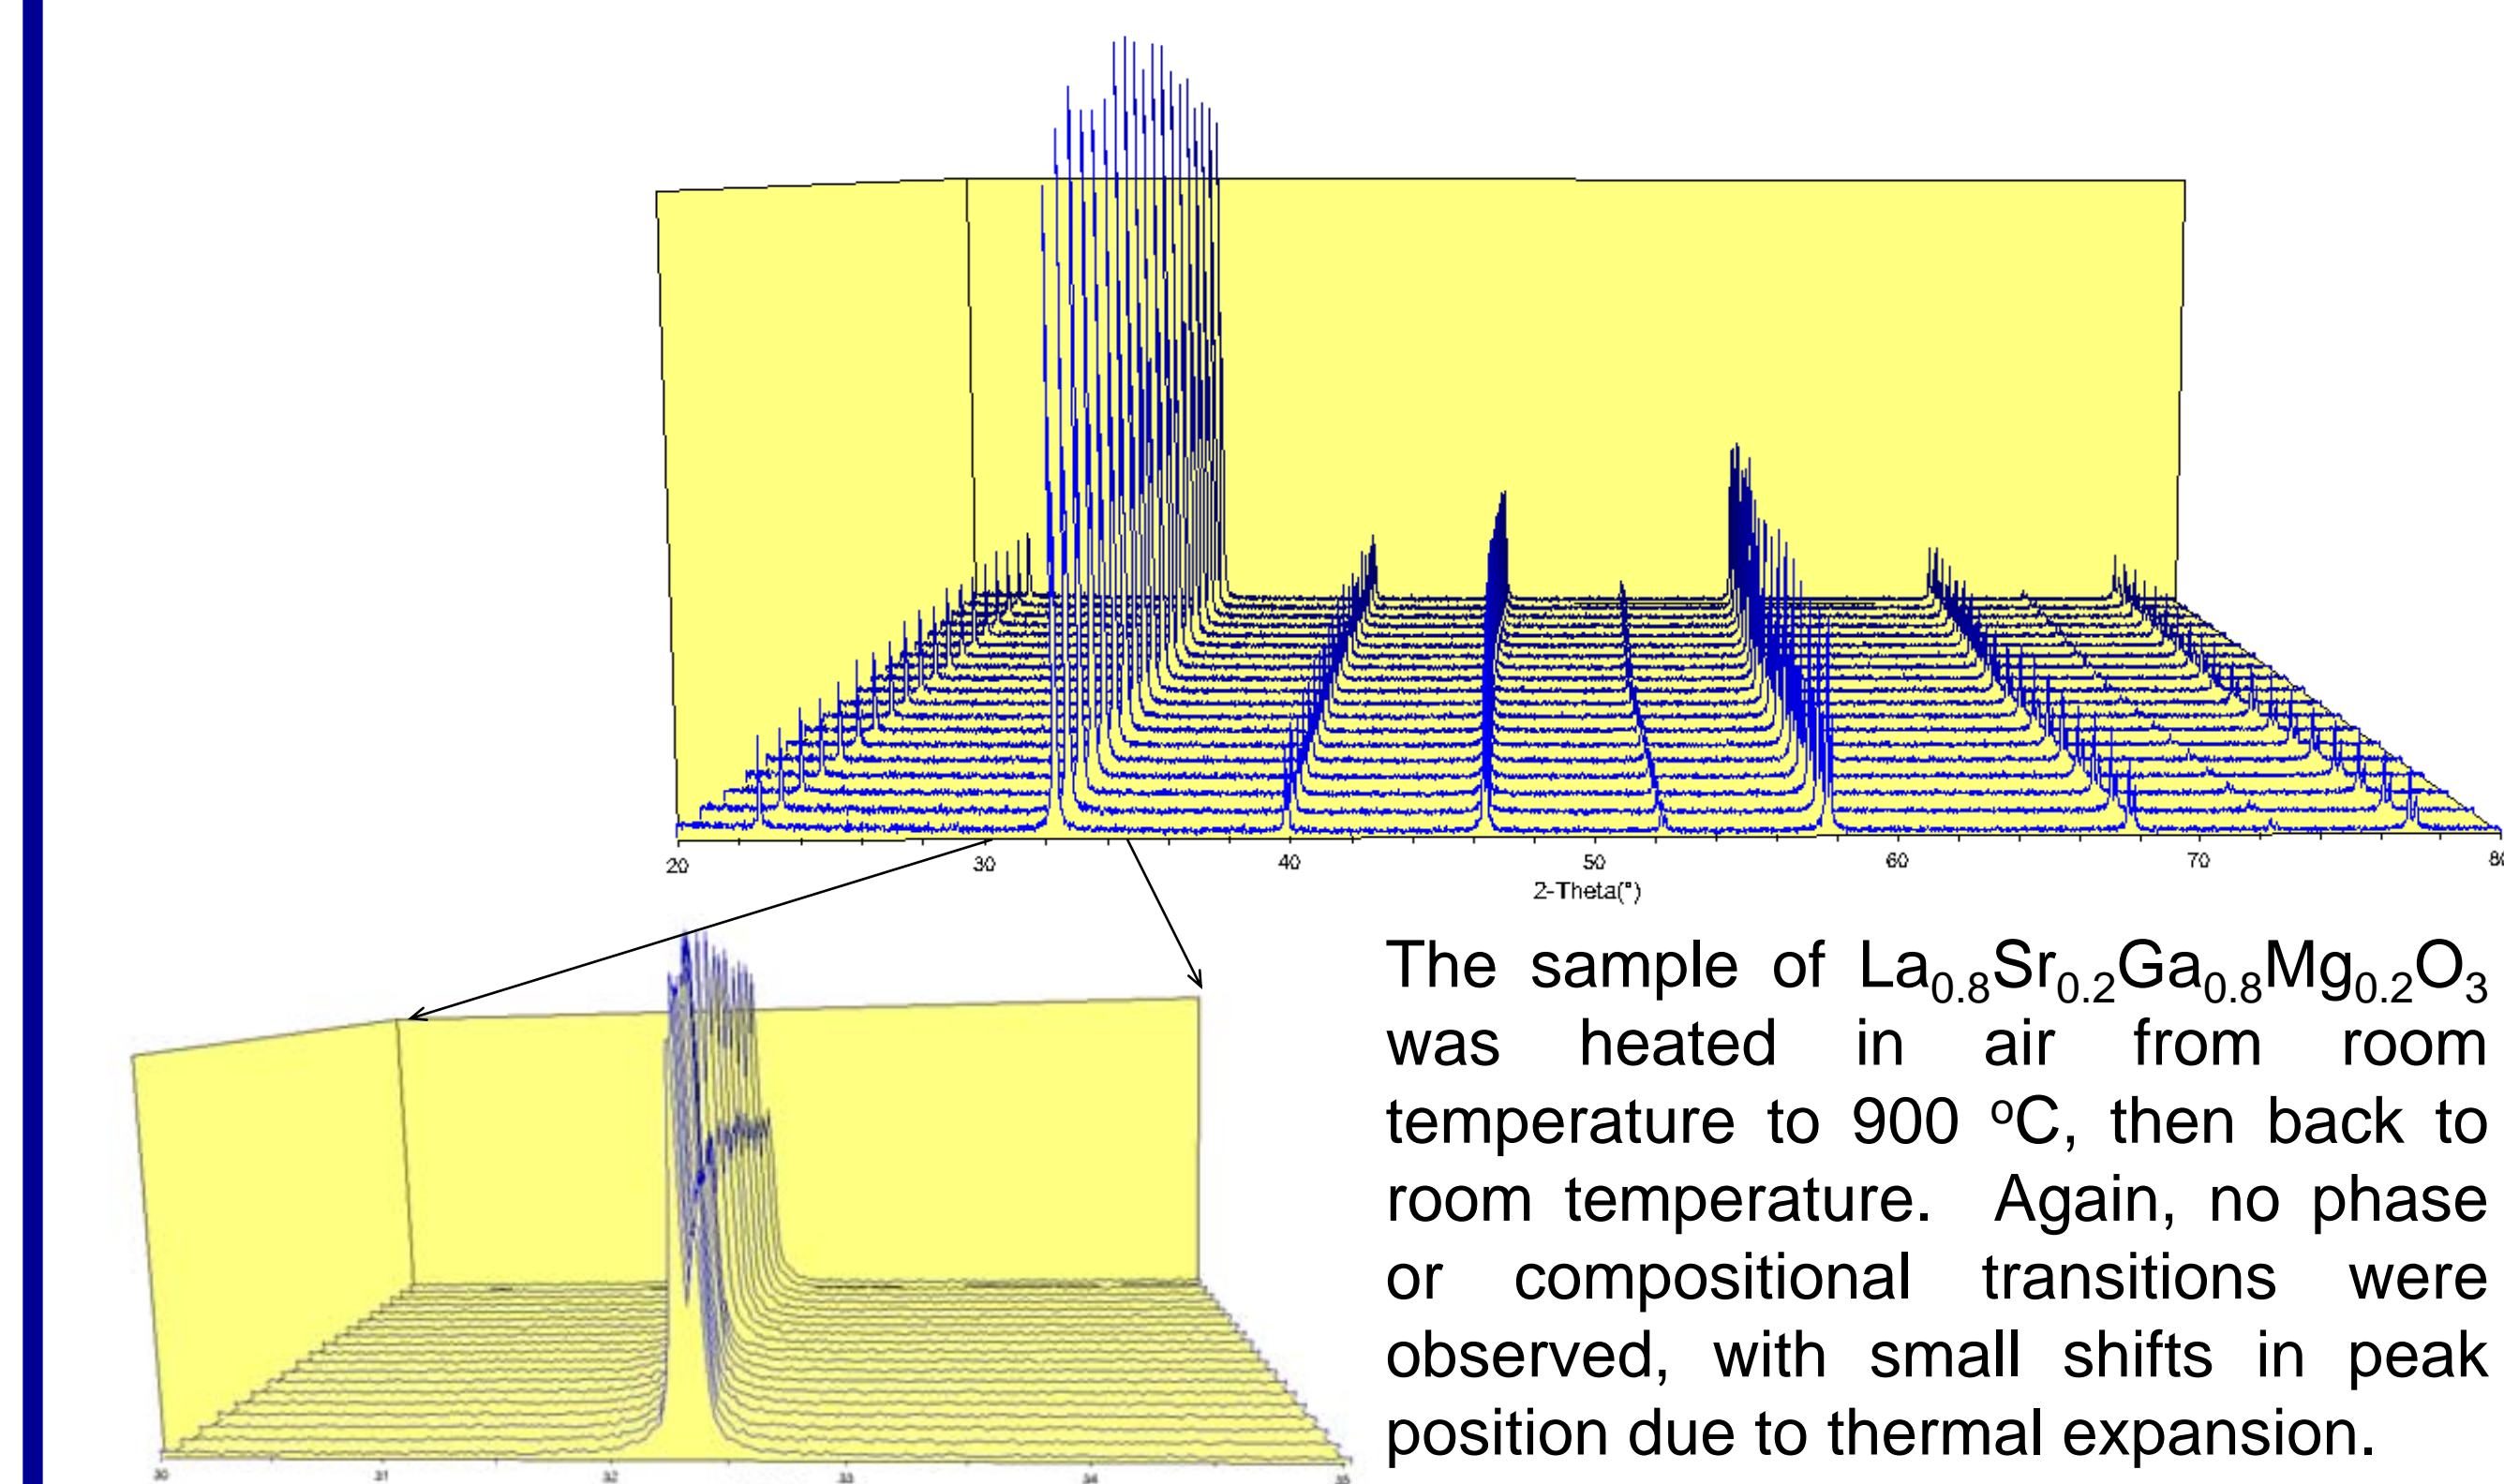 20 30 40 50 60 70 80
2-Theta(°)
The sample of La0.8Sr0.2Ga0.8Mg0.2O3
was heated in air from room
temperature to 900 oC, then back to
room temperature. Again, no phase
or compositional transitions were
observed, with small shifts in peak
position due to thermal expansion.
30 31 32 33 34 35